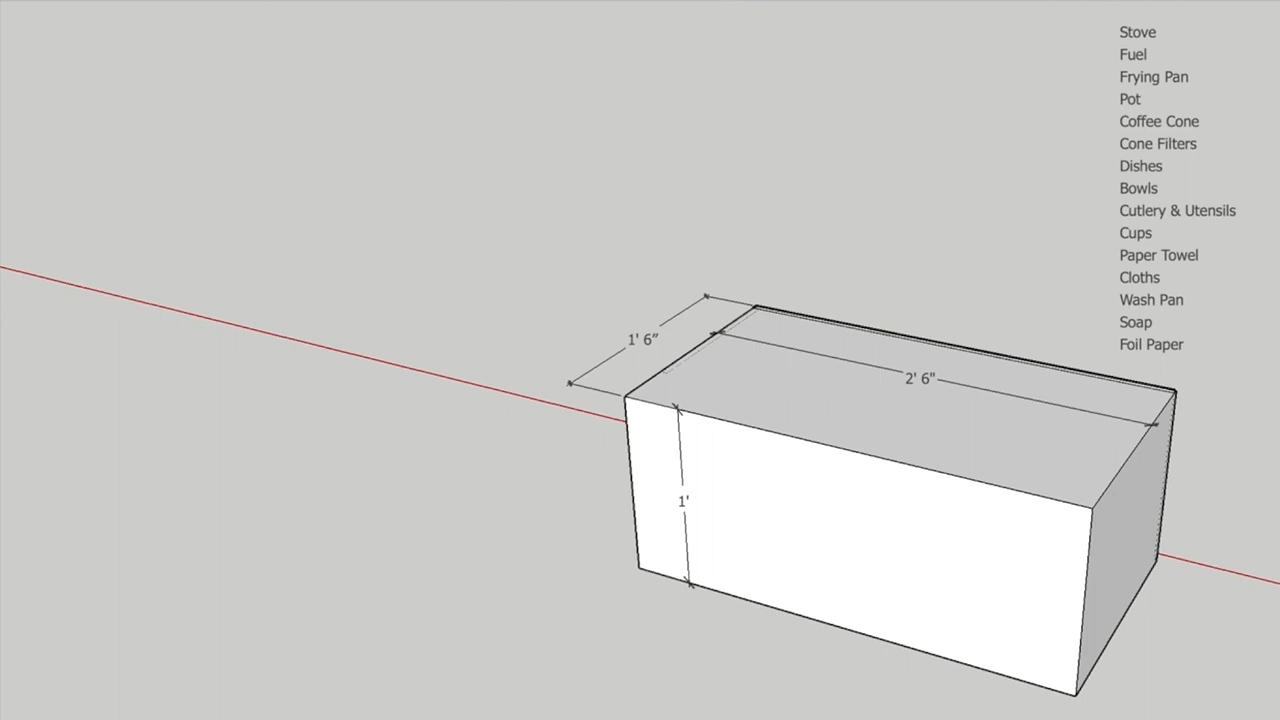 Stove
Fuel
Frying Pan
Pot
Coffee Cone
Cone Filters
Dishes
Bowls
Cutlery & Utensils
Cups
Paper Towel
Cloths
Wash Pan
Soap
Foil Paper
1' 6"
2' 6"
1'